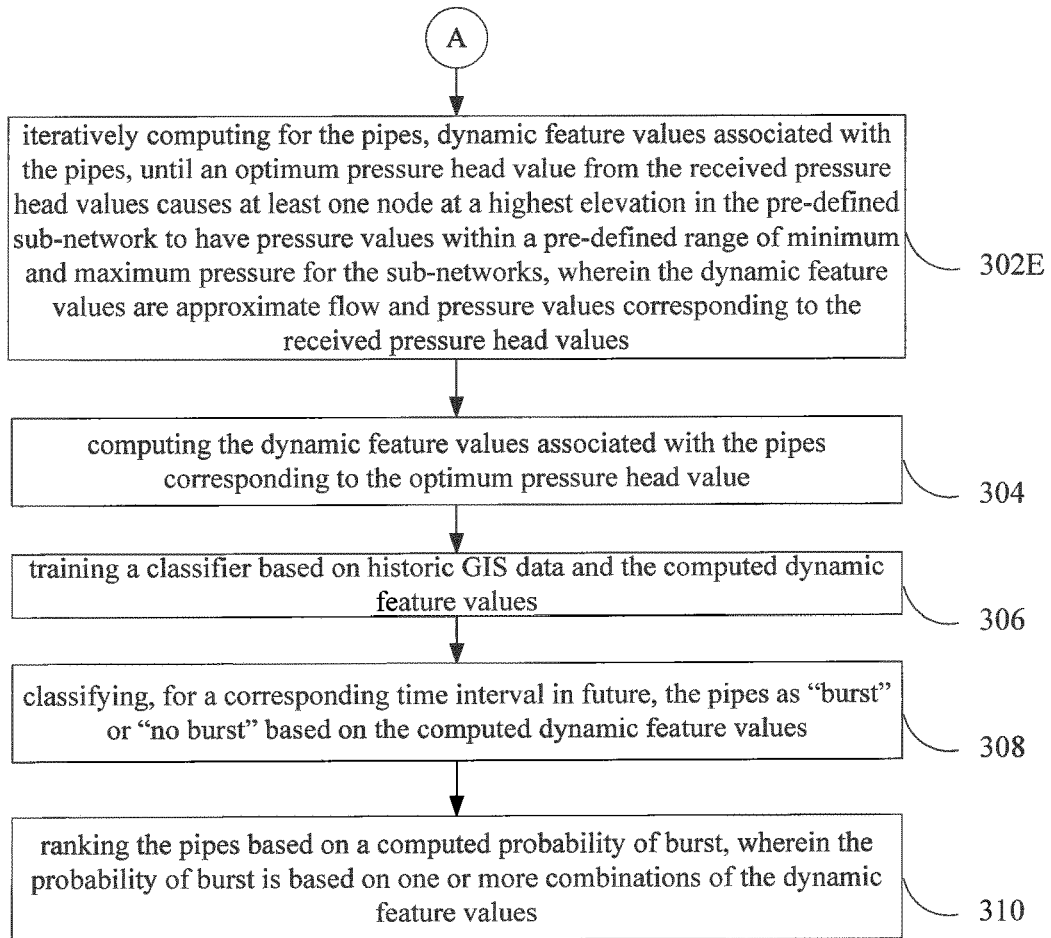 A
iteratively computing for the pipes, dynamic feature values associated with
the pipes, until an optimum pressure head value from the received pressure
head values causes at least one node at a highest elevation in the pre-defined
sub-network to have pressure values within a pre-defined range of minimum
and maximum pressure for the sub-networks, wherein the dynamic feature
values are approximate flow and pressure values corresponding to the
received pressure head values
302E
computing the dynamic feature values associated with the pipes
corresponding to the optimum pressure head value
304
training a classifier based on historic GIS data and the computed dynamic
feature values
306
classifying, for a corresponding time interval in future, the pipes as “burst”
or “no burst” based on the computed dynamic feature values
308
ranking the pipes based on a computed probability of burst, wherein the
probability of burst is based on one or more combinations of the dynamic
feature values
310